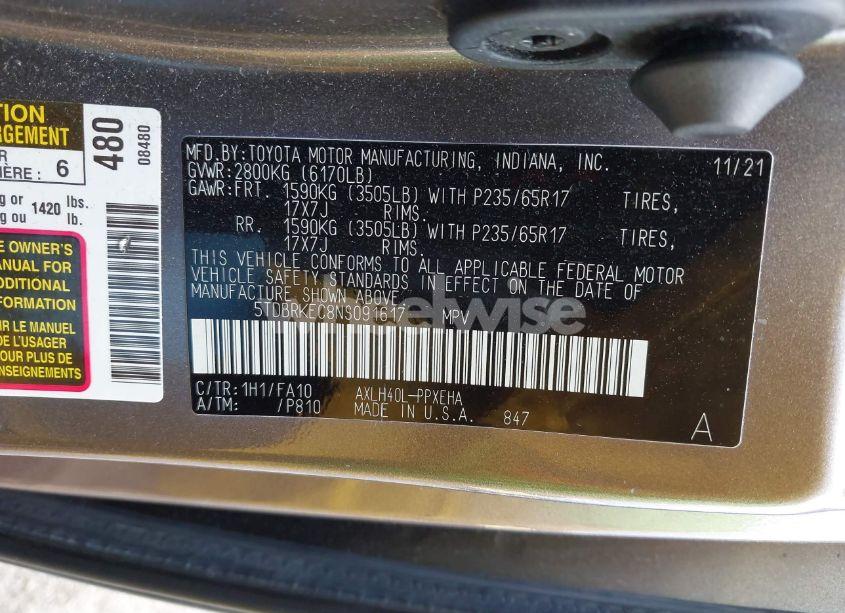 TION
RGEMENT
R
IÈRE: 6
480
08480
g or 1420 lbs.
g ou lb.
E OWNER'S
ANUAL FOR
DDITIONAL
FORMATION
R LE MANUEL
DE L'USAGER
POUR PLUS DE
ENSEIGNEMENTS
MFD.BY:TOYOTA MOTOR MANUFACTURING, INDIANA, INC. 11/21
GVWR:2800KG (6170LB)
GAWR:FRT. 1590KG (3505LB) WITH P235/65R17 TIRES,
17X7J RIMS.
RR. 1590KG (3505LB) WITH P235/65R17 TIRES,
17X7J RIMS.
THIS VEHICLE CONFORMS TO ALL APPLICABLE FEDERAL MOTOR
VEHICLE SAFETY STANDARDS IN EFFECT ON THE DATE OF
MANUFACTURE SHOWN ABOVE.
5TDBRKEC8NS091617 MPV
C/TR:1H1/FA10 AXLH40L-PPXEHA
A/TM: /P810 MADE IN U.S.A. 847
A